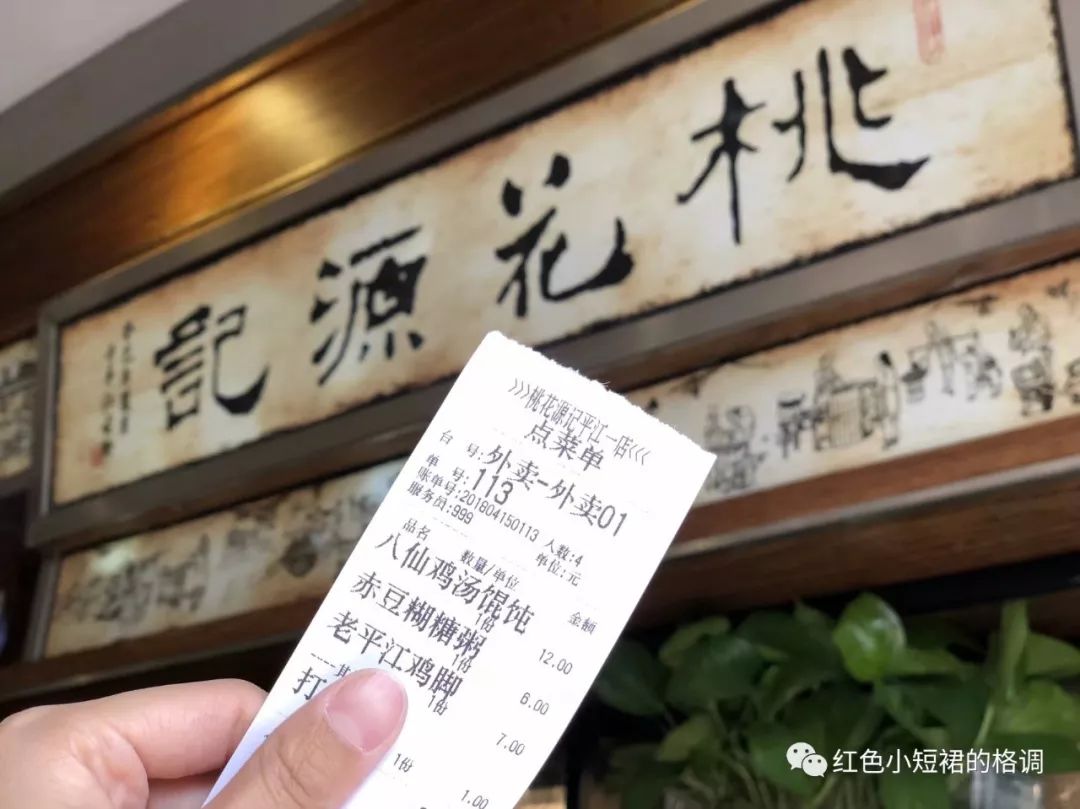 桃花源記
>>>桃花源记平江一店<<<
点菜单
台 号:外卖-外卖01
单 号:113
账单号:201804150113 人数:4
服务员:999 单位:元
品名 数量/单位 金额
八仙鸡汤馄饨
1份 12.00
赤豆糊糖粥
1份 6.00
老平江鸡脚
1份 7.00
打
1份 1.00
红色小短裙的格调